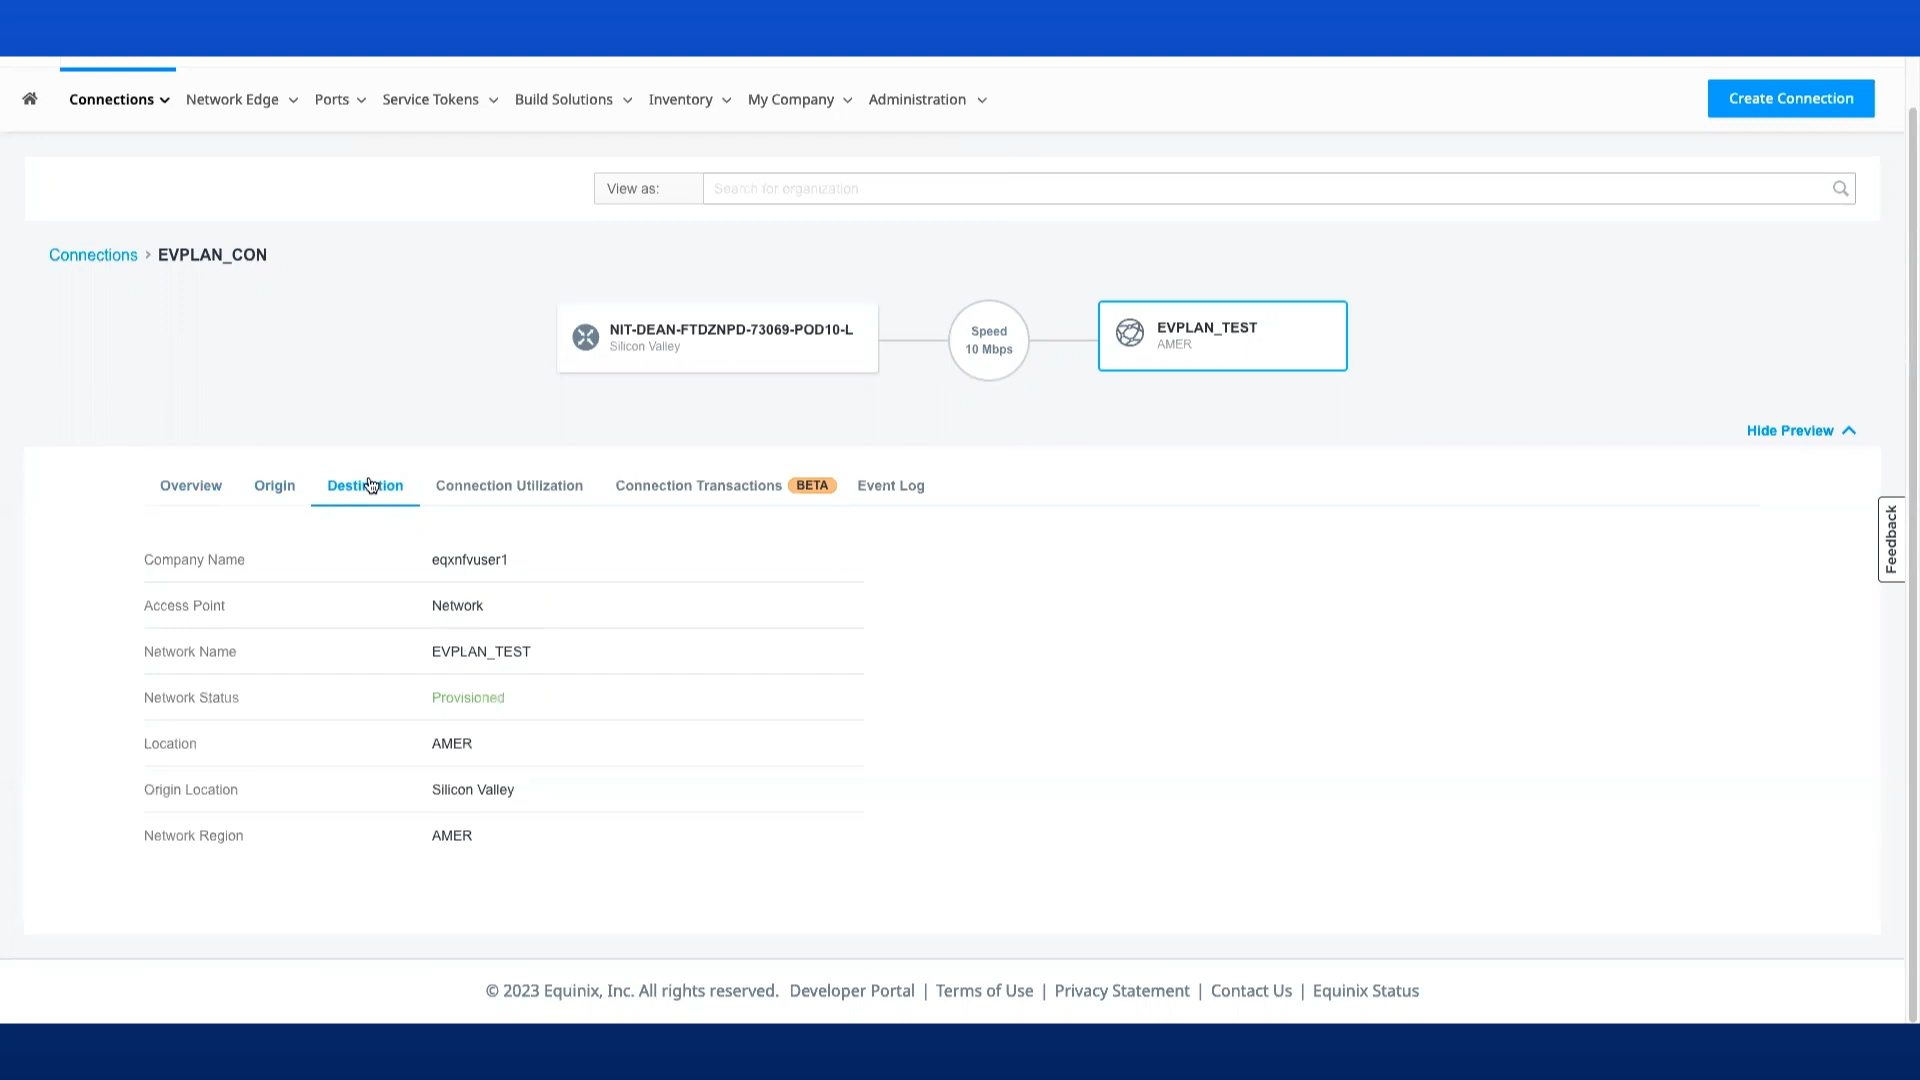 Connections Network Edge Ports Service Tokens Build Solutions Inventory My Company Administration Create Connection
View as: Search for organization
Connections > EVPLAN_CON
NIT-DEAN-FTDZNPD-73069-POD10-L
Silicon Valley
Speed
10 Mbps
EVPLAN_TEST
AMER
Hide Preview
Overview Origin Destination Connection Utilization Connection Transactions BETA Event Log
Feedback
Company Name eqxnfvuser1
Access Point Network
Network Name EVPLAN_TEST
Network Status Provisioned
Location AMER
Origin Location Silicon Valley
Network Region AMER
© 2023 Equinix, Inc. All rights reserved. Developer Portal | Terms of Use | Privacy Statement | Contact Us | Equinix Status